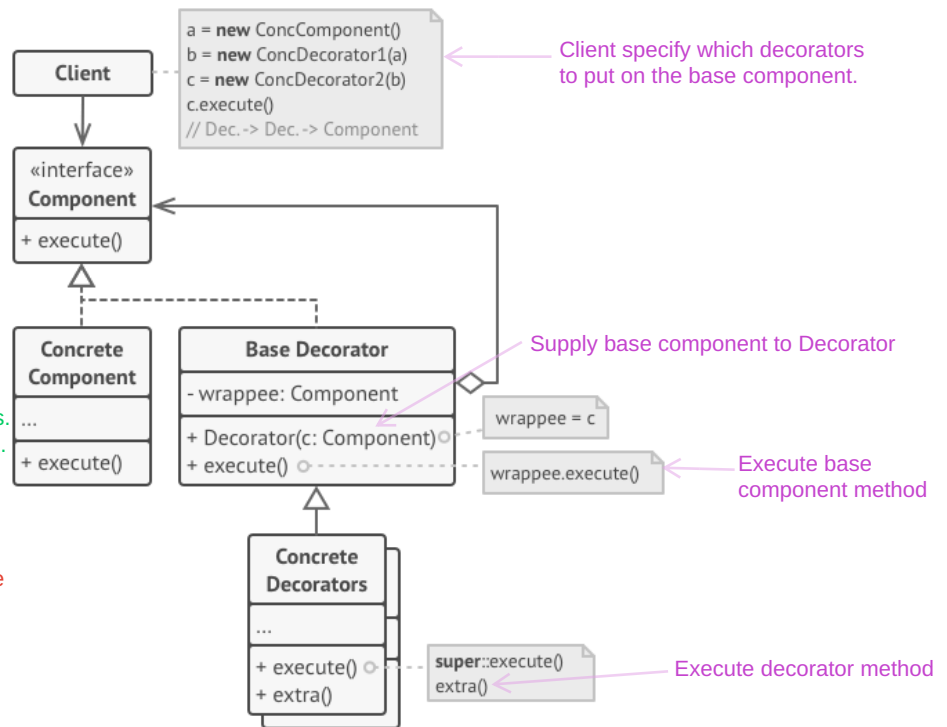 a = new ConcComponent()
b = new ConcDecorator1(a)
c = new ConcDecorator2(b)
c.execute()
// Dec. -> Dec. -> Component
Client specify which decorators
to put on the base component.
Client
«interface»
Component
+ execute()
Concrete
Component
...
+ execute()
Base Decorator
- wrappee: Component
+ Decorator(c: Component)
+ execute()
Supply base component to Decorator
wrappee = c
wrappee.execute()
Execute base
component method
Concrete
Decorators
...
+ execute()
+ extra()
super::execute()
extra()
Execute decorator method